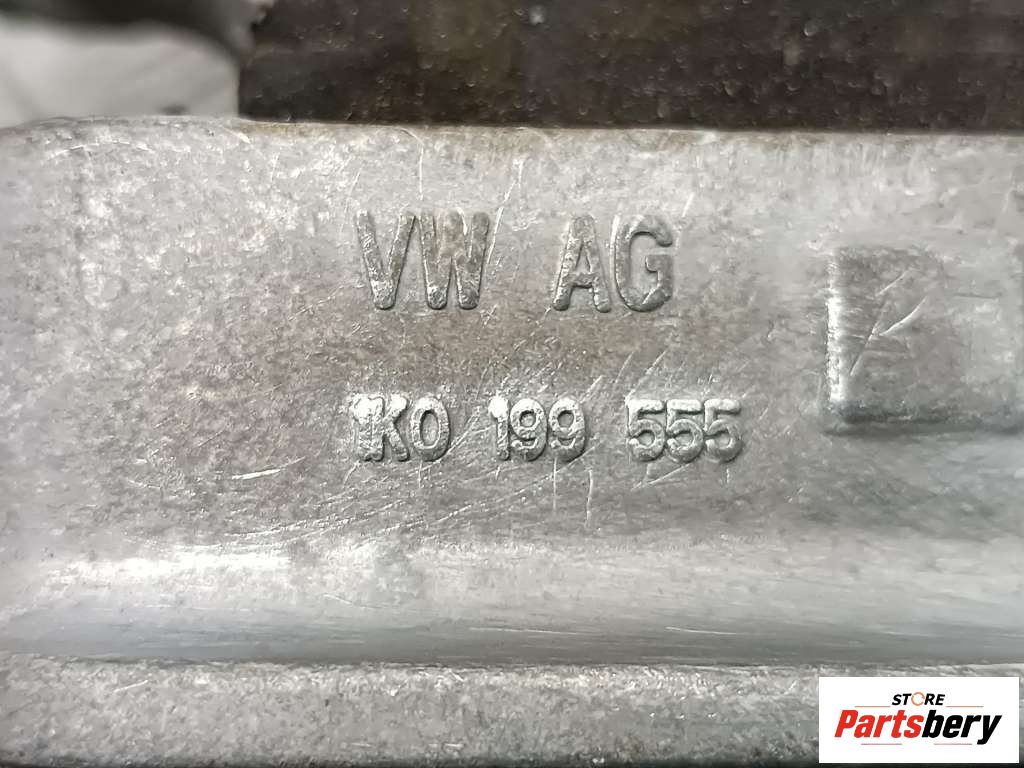 VW AG
1K0 199 555
STORE
Partsbery